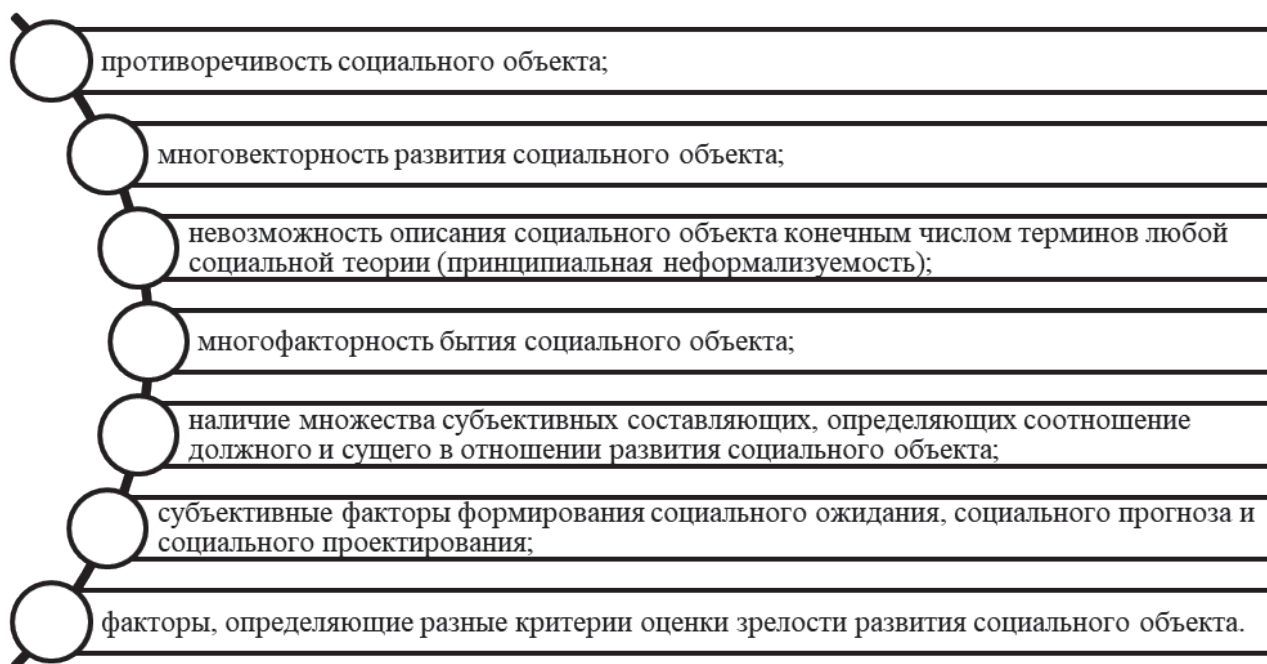 противоречивость социального объекта;
многовекторность развития социального объекта;
невозможность описания социального объекта конечным числом терминов любой
социальной теории (принципиальная неформализуемость);
многофакторность бытия социального объекта;
наличие множества субъективных составляющих, определяющих соотношение
должного и сущего в отношении развития социального объекта;
субъективные факторы формирования социального ожидания, социального прогноза и
социального проектирования;
факторы, определяющие разные критерии оценки зрелости развития социального объекта.